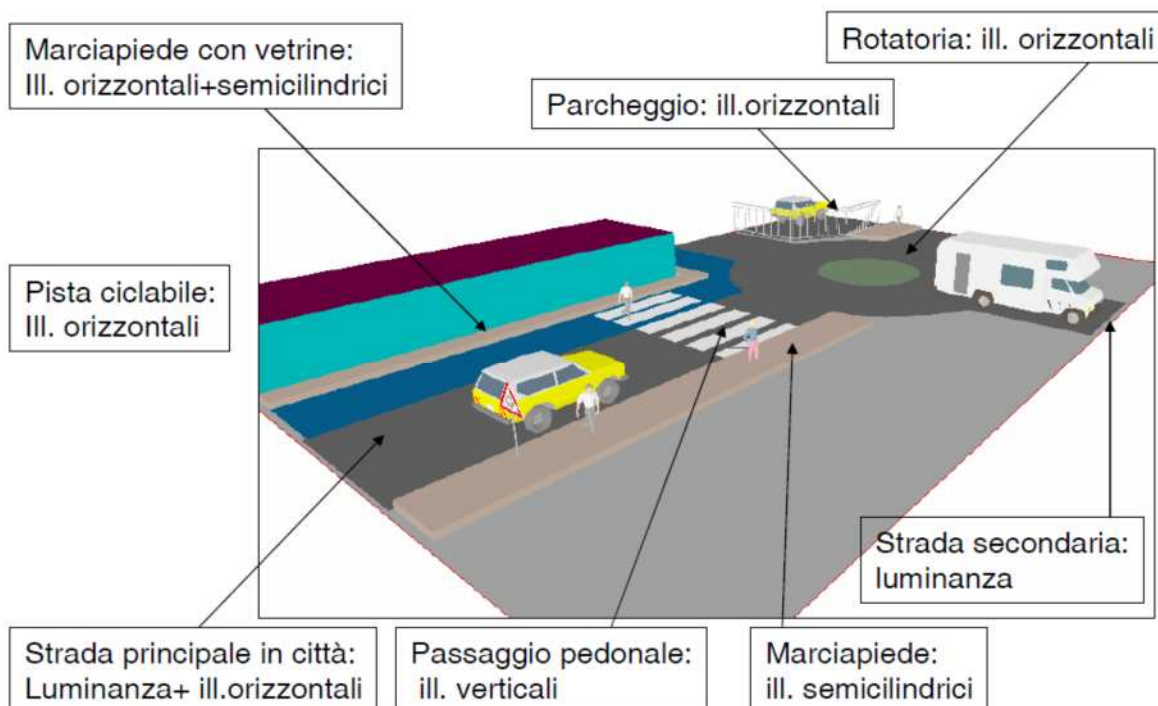 Marciapiede con vetrine:
Ill. orizzontali+semicilindrici
Rotatoria: ill. orizzontali
Parcheggio: ill.orizzontali
Pista ciclabile:
Ill. orizzontali
Strada secondaria:
luminanza
Strada principale in città:
Luminanza+ ill.orizzontali
Passaggio pedonale:
ill. verticali
Marciapiede:
ill. semicilindrici